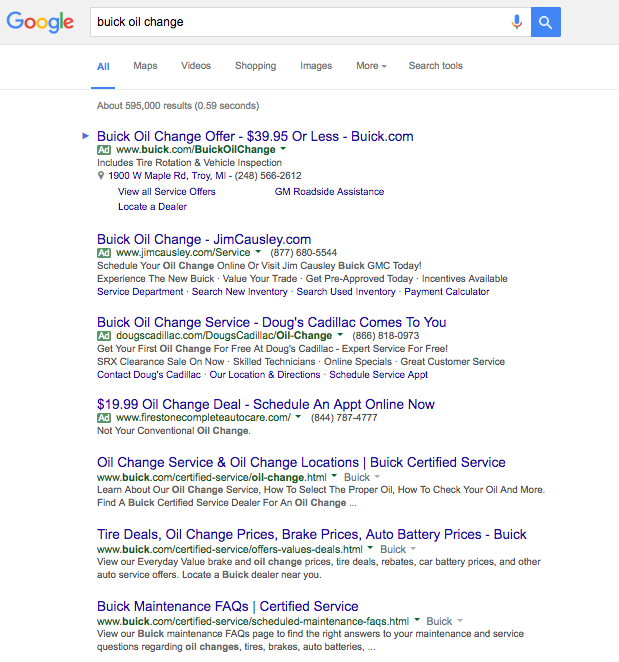 Google
buick oil change
All Maps Videos Shopping Images More Search tools
About 595,000 results (0.59 seconds)
Buick Oil Change Offer - $39.95 Or Less - Buick.com
Ad www.buick.com/BuickOilChange
Includes Tire Rotation & Vehicle Inspection
1900 W Maple Rd, Troy, MI - (248) 566-2612
View all Service Offers GM Roadside Assistance
Locate a Dealer
Buick Oil Change - JimCausley.com
Ad www.jimcausley.com/Service (877) 680-5544
Schedule Your Oil Change Online Or Visit Jim Causley Buick GMC Today!
Experience The New Buick · Value Your Trade · Get Pre-Approved Today · Incentives Available
Service Department · Search New Inventory · Search Used Inventory · Payment Calculator
Buick Oil Change Service - Doug's Cadillac Comes To You
Ad dougscadillac.com/DougsCadillac/Oil-Change (866) 818-0973
Get Your First Oil Change For Free At Doug's Cadillac - Expert Service For Free!
SRX Clearance Sale On Now · Skilled Technicians · Online Specials · Great Customer Service
Contact Doug's Cadillac · Our Location & Directions · Schedule Service Appt
$19.99 Oil Change Deal - Schedule An Appt Online Now
Ad www.firestonecompleteautocare.com/ (844) 787-4777
Not Your Conventional Oil Change.
Oil Change Service & Oil Change Locations | Buick Certified Service
www.buick.com/certified-service/oil-change.html Buick
Learn About Our Oil Change Service, How To Select The Proper Oil, How To Check Your Oil And More.
Find A Buick Certified Service Dealer For An Oil Change ...
Tire Deals, Oil Change Prices, Brake Prices, Auto Battery Prices - Buick
www.buick.com/certified-service/offers-values-deals.html Buick
View our Everyday Value brake and oil change prices, tire deals, rebates, car battery prices, and other
auto service offers. Locate a Buick dealer near you.
Buick Maintenance FAQs | Certified Service
www.buick.com/certified-service/scheduled-maintenance-faqs.html Buick
View our Buick maintenance FAQs page to find the right answers to your maintenance and service
questions regarding oil changes, tires, brakes, auto batteries, ...